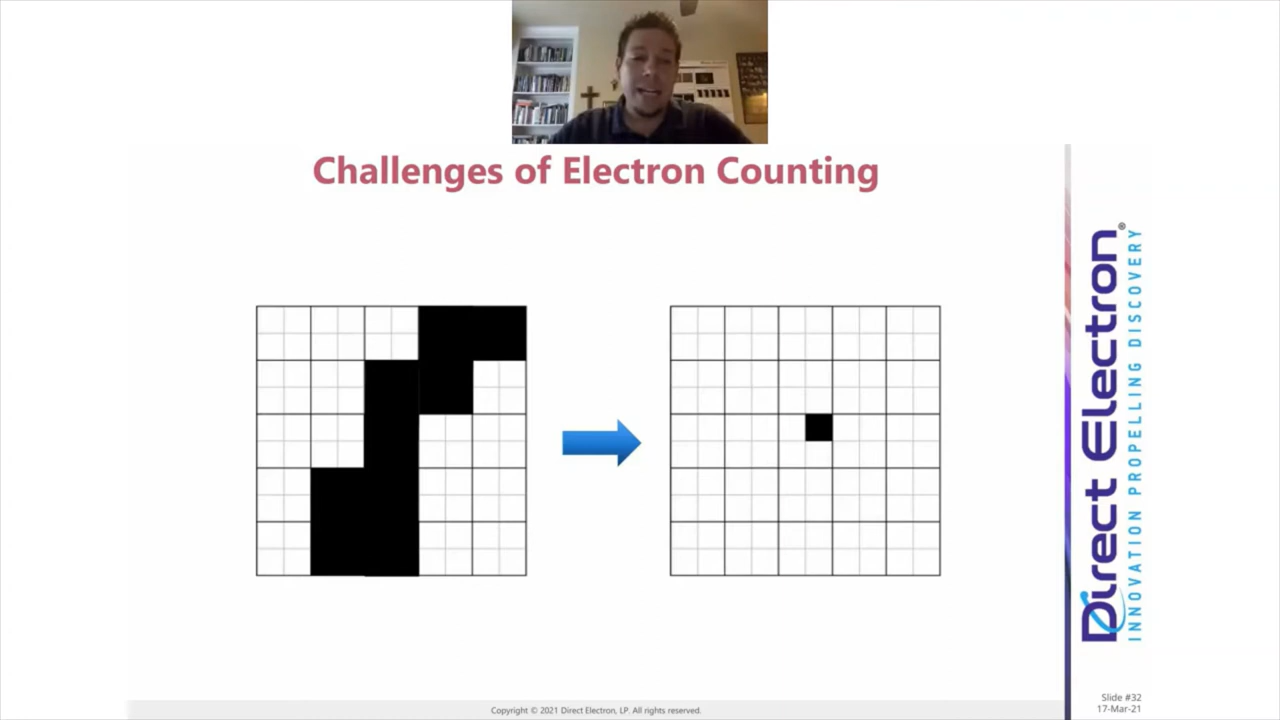 Challenges of Electron Counting
Direct Electron®
INNOVATION PROPELLING DISCOVERY
Copyright © 2021 Direct Electron, LP. All rights reserved.
Slide #32
17-Mar-21